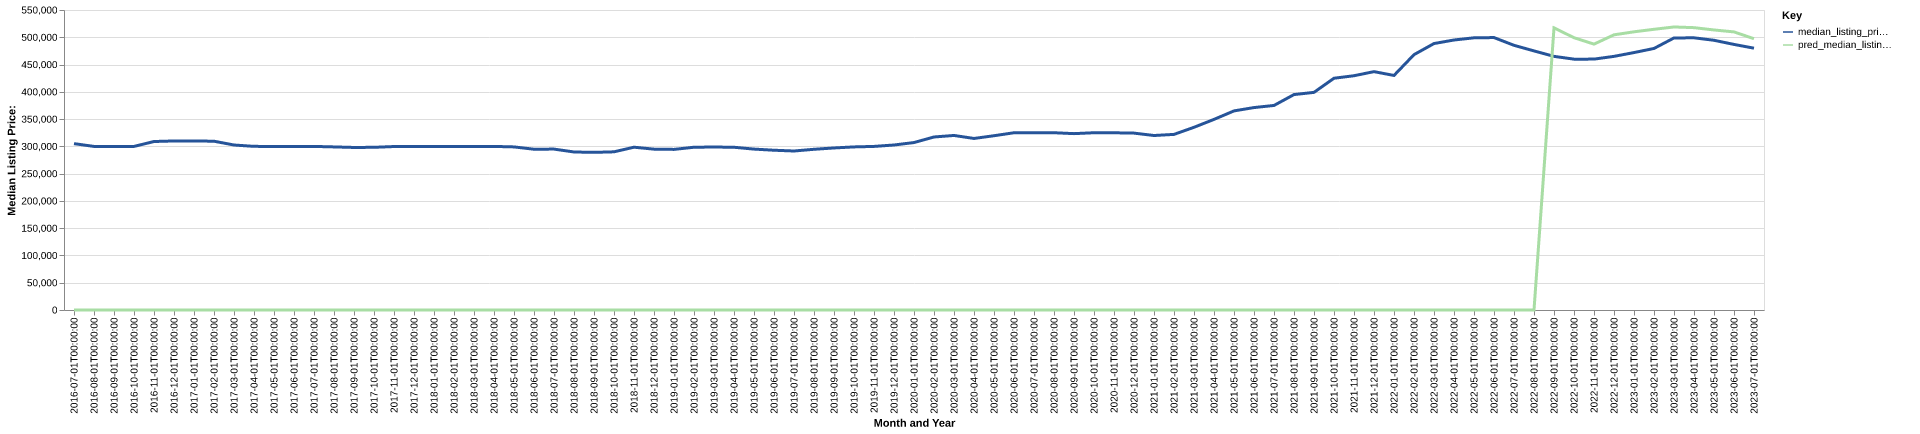 550,000
500,000
450,000
400,000
350,000
300,000
250,000
200,000
150,000
100,000
50,000
0
Median Listing Price:
2016-07-01T00:00:00
2016-08-01T00:00:00
2016-09-01T00:00:00
2016-10-01T00:00:00
2016-11-01T00:00:00
2016-12-01T00:00:00
2017-01-01T00:00:00
2017-02-01T00:00:00
2017-03-01T00:00:00
2017-04-01T00:00:00
2017-05-01T00:00:00
2017-06-01T00:00:00
2017-07-01T00:00:00
2017-08-01T00:00:00
2017-09-01T00:00:00
2017-10-01T00:00:00
2017-11-01T00:00:00
2017-12-01T00:00:00
2018-01-01T00:00:00
2018-02-01T00:00:00
2018-03-01T00:00:00
2018-04-01T00:00:00
2018-05-01T00:00:00
2018-06-01T00:00:00
2018-07-01T00:00:00
2018-08-01T00:00:00
2018-09-01T00:00:00
2018-10-01T00:00:00
2018-11-01T00:00:00
2018-12-01T00:00:00
2019-01-01T00:00:00
2019-02-01T00:00:00
2019-03-01T00:00:00
2019-04-01T00:00:00
2019-05-01T00:00:00
2019-06-01T00:00:00
2019-07-01T00:00:00
2019-08-01T00:00:00
2019-09-01T00:00:00
2019-10-01T00:00:00
2019-11-01T00:00:00
2019-12-01T00:00:00
2020-01-01T00:00:00
2020-02-01T00:00:00
2020-03-01T00:00:00
2020-04-01T00:00:00
2020-05-01T00:00:00
2020-06-01T00:00:00
2020-07-01T00:00:00
2020-08-01T00:00:00
2020-09-01T00:00:00
2020-10-01T00:00:00
2020-11-01T00:00:00
2020-12-01T00:00:00
2021-01-01T00:00:00
2021-02-01T00:00:00
2021-03-01T00:00:00
2021-04-01T00:00:00
2021-05-01T00:00:00
2021-06-01T00:00:00
2021-07-01T00:00:00
2021-08-01T00:00:00
2021-09-01T00:00:00
2021-10-01T00:00:00
2021-11-01T00:00:00
2021-12-01T00:00:00
2022-01-01T00:00:00
2022-02-01T00:00:00
2022-03-01T00:00:00
2022-04-01T00:00:00
2022-05-01T00:00:00
2022-06-01T00:00:00
2022-07-01T00:00:00
2022-08-01T00:00:00
2022-09-01T00:00:00
2022-10-01T00:00:00
2022-11-01T00:00:00
2022-12-01T00:00:00
2023-01-01T00:00:00
2023-02-01T00:00:00
2023-03-01T00:00:00
2023-04-01T00:00:00
2023-05-01T00:00:00
2023-06-01T00:00:00
2023-07-01T00:00:00
Month and Year
Key
median_listing_pri…
pred_median_listin…